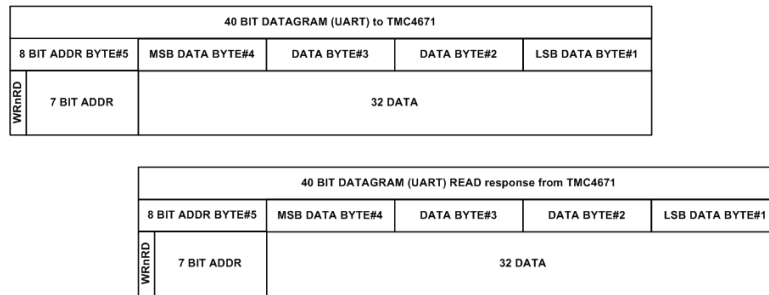 40 BIT DATAGRAM (UART) to TMC4671
8 BIT ADDR BYTE#5 MSB DATA BYTE#4 DATA BYTE#3 DATA BYTE#2 LSB DATA BYTE#1
WRnRD 7 BIT ADDR 32 DATA
40 BIT DATAGRAM (UART) READ response from TMC4671
8 BIT ADDR BYTE#5 MSB DATA BYTE#4 DATA BYTE#3 DATA BYTE#2 LSB DATA BYTE#1
WRnRD 7 BIT ADDR 32 DATA